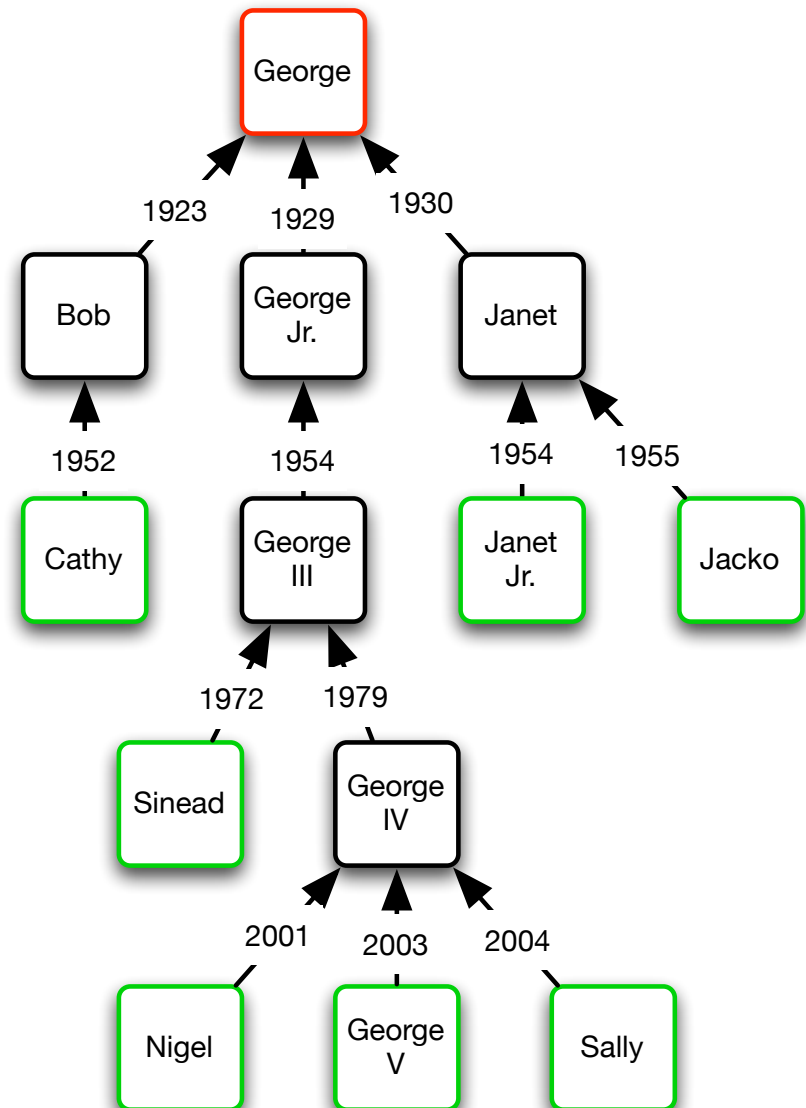 George
1923
1929
1930
Bob
George
Jr.
Janet
1952
1954
1954
1955
Cathy
George
III
Janet
Jr.
Jacko
1972
1979
Sinead
George
IV
2001
2003
2004
Nigel
George
V
Sally